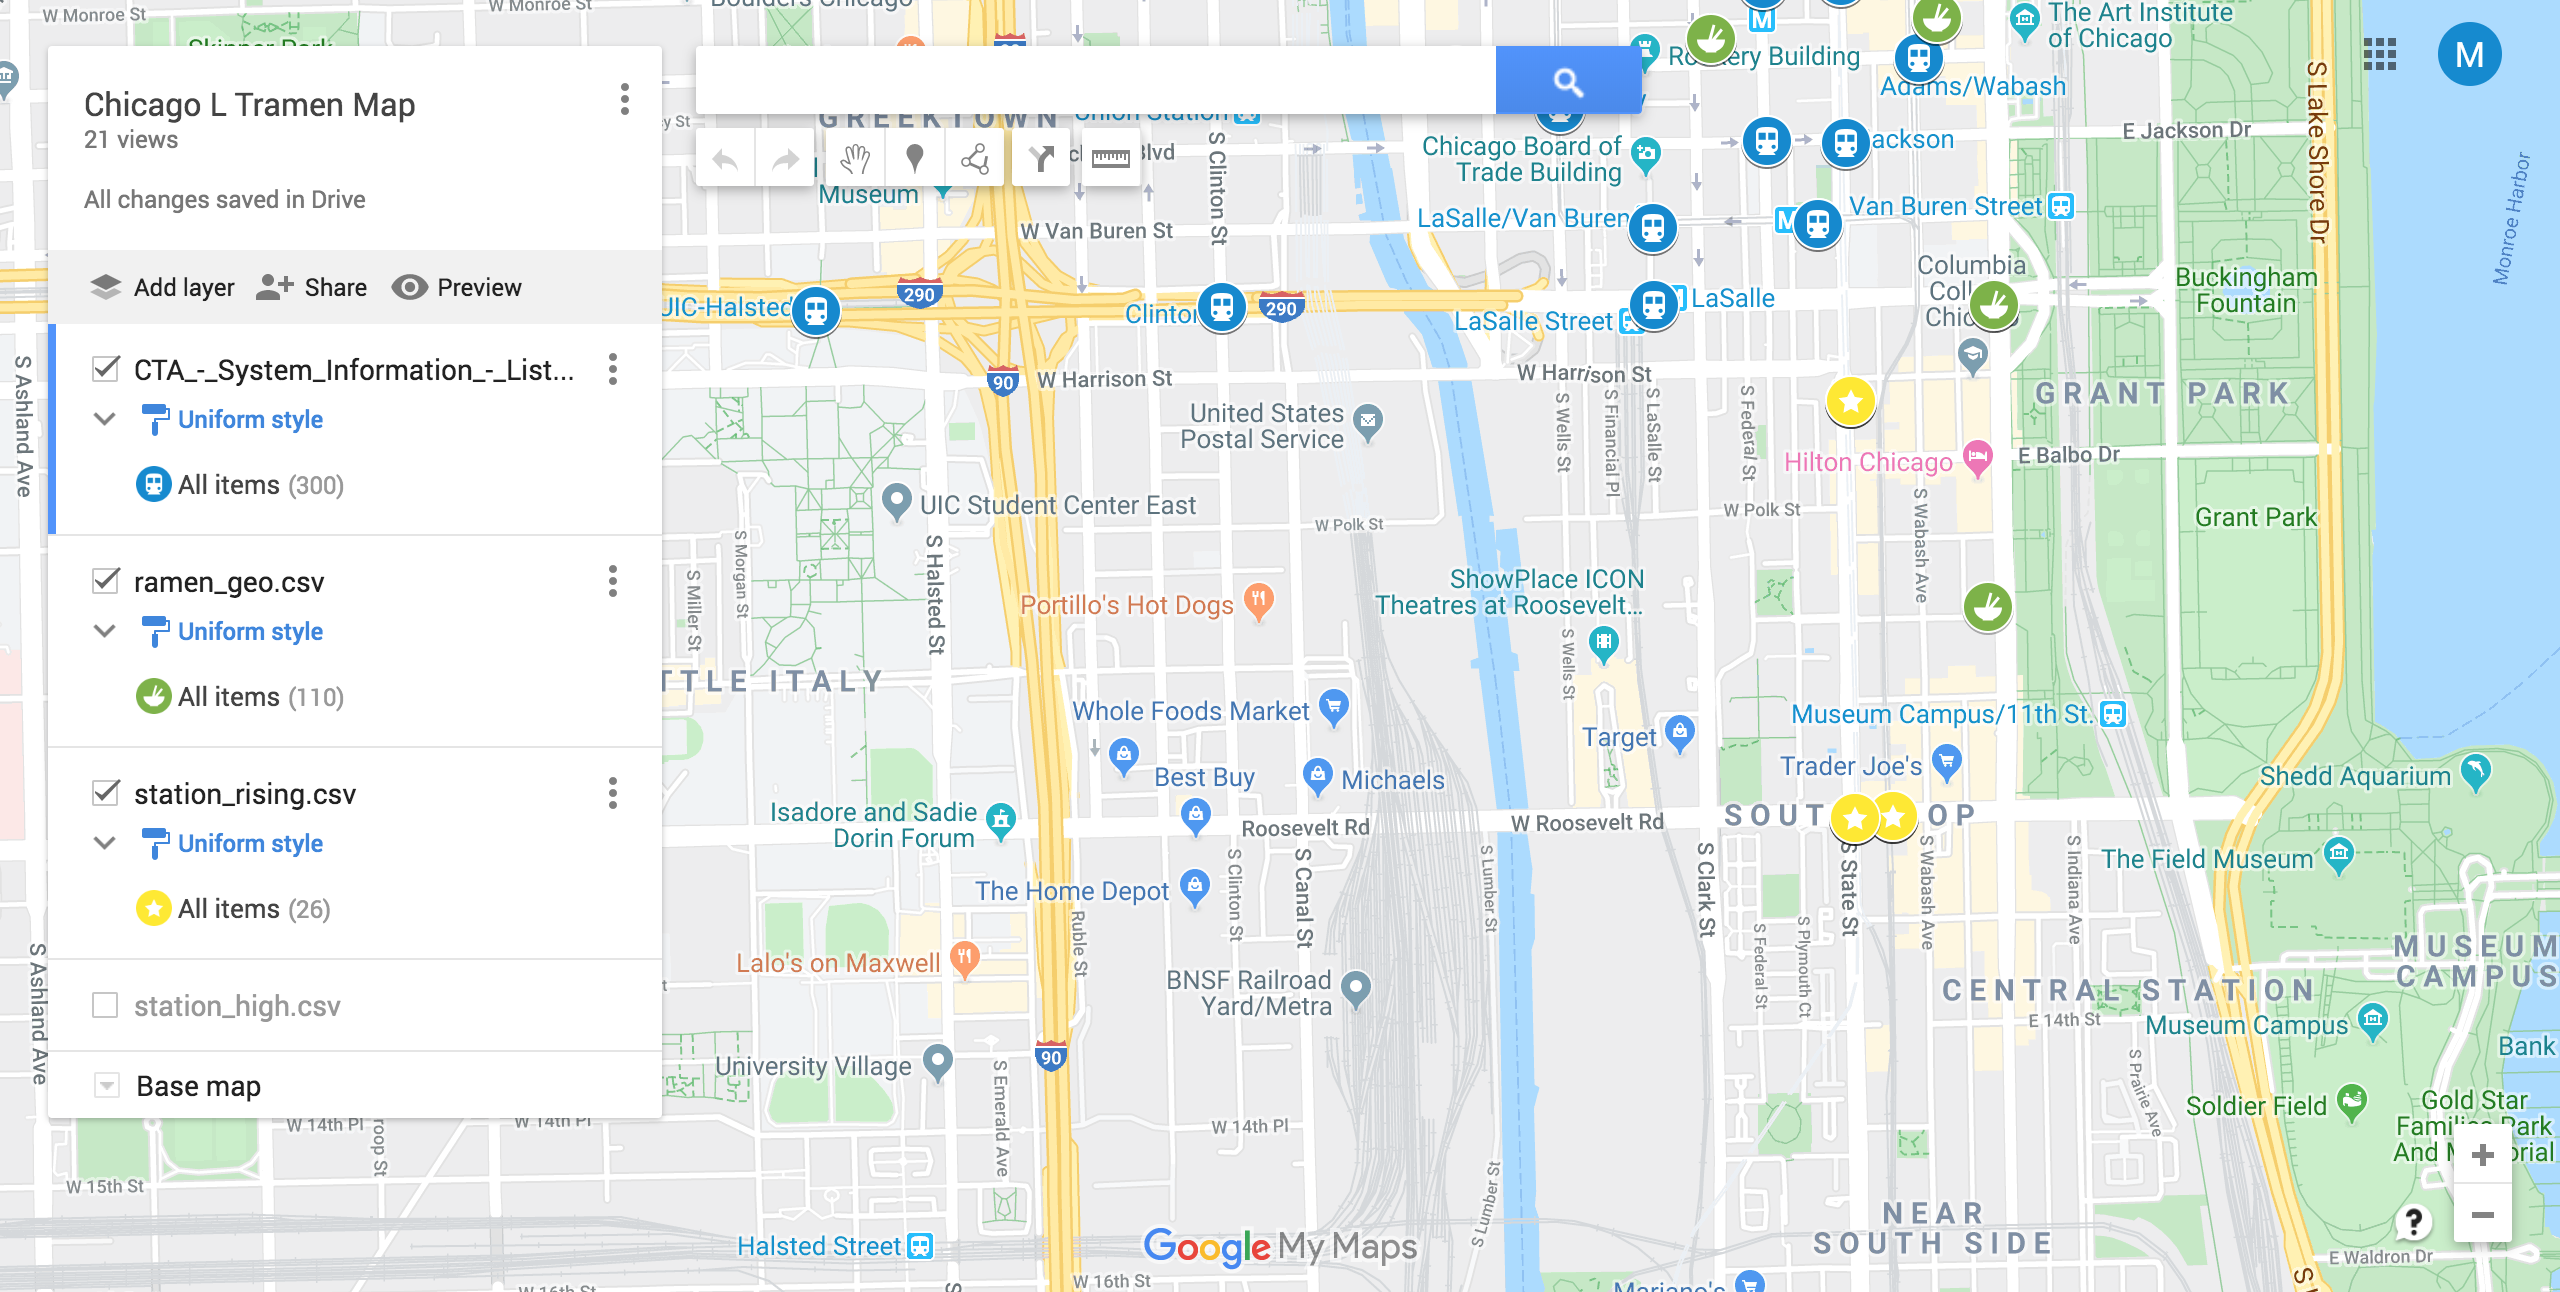 Chicago L Tramen Map
21 views
All changes saved in Drive
Add layer
Share
Preview
CTA_-_System_Information_-_List...
Uniform style
All items (300)
ramen_geo.csv
Uniform style
All items (110)
station_rising.csv
Uniform style
All items (26)
station_high.csv
Base map
W Monroe St
W Monroe St
Skinner Park
Boulders Chicago
GREEKTOWN
Union Station
Museum
Blvd
S Clinton St
W Van Buren St
UIC-Halsted
290
Clinton
290
90
W Harrison St
W Harrison St
Rookery Building
The Art Institute
of Chicago
Adams/Wabash
M
E Jackson Dr
Chicago Board of
Trade Building
Jackson
LaSalle/Van Buren
M
Van Buren Street
S Lake Shore Dr
Monroe Harbor
LaSalle
LaSalle Street
Columbia
College
Chicago
Buckingham
Fountain
GRANT PARK
United States
Postal Service
S Wells St
S Financial Pl
S LaSalle St
S Federal St
Hilton Chicago
E Balbo Dr
UIC Student Center East
W Polk St
W Polk St
S Wabash Ave
Grant Park
S Ashland Ave
S Miller St
S Morgan St
S Halsted St
Portillo's Hot Dogs
ShowPlace ICON
Theatres at Roosevelt...
S Wells St
TTLE ITALY
Whole Foods Market
Target
Museum Campus/11th St.
Best Buy
Michaels
Trader Joe's
Shedd Aquarium
Isadore and Sadie
Dorin Forum
Roosevelt Rd
W Roosevelt Rd
SOUTH LOOP
The Home Depot
S Clinton St
S Canal St
S Lumber St
S Clark St
S State St
S Wabash Ave
S Indiana Ave
The Field Museum
Ruble St
S Federal St
S Plymouth Ct
MUSEUM
CAMPUS
Lalo's on Maxwell
BNSF Railroad
Yard/Metra
CENTRAL STATION
E 14th St
Museum Campus
Bank
S Ashland Ave
90
University Village
S Emerald Ave
S Prairie Ave
Soldier Field
Gold Star
Families Park
And Memorial
W 14th Pl
W 14th Pl
W 14th Pl
W 15th St
S Lumber St
NEAR
SOUTH SIDE
Halsted Street
Google My Maps
E Waldron Dr
W 16th St
W 16th St
Mariano's
M
?